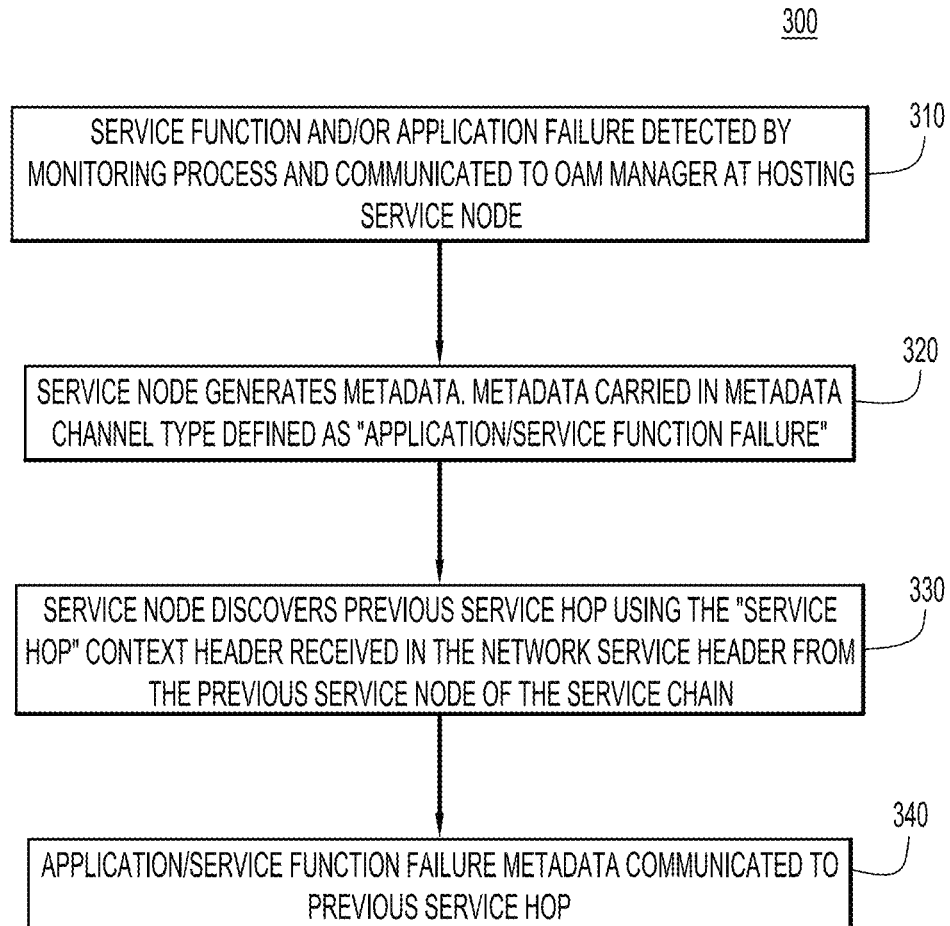 300
310
SERVICE FUNCTION AND/OR APPLICATION FAILURE DETECTED BY
MONITORING PROCESS AND COMMUNICATED TO OAM MANAGER AT HOSTING
SERVICE NODE
320
SERVICE NODE GENERATES METADATA. METADATA CARRIED IN METADATA
CHANNEL TYPE DEFINED AS "APPLICATION/SERVICE FUNCTION FAILURE"
330
SERVICE NODE DISCOVERS PREVIOUS SERVICE HOP USING THE "SERVICE
HOP" CONTEXT HEADER RECEIVED IN THE NETWORK SERVICE HEADER FROM
THE PREVIOUS SERVICE NODE OF THE SERVICE CHAIN
340
APPLICATION/SERVICE FUNCTION FAILURE METADATA COMMUNICATED TO
PREVIOUS SERVICE HOP